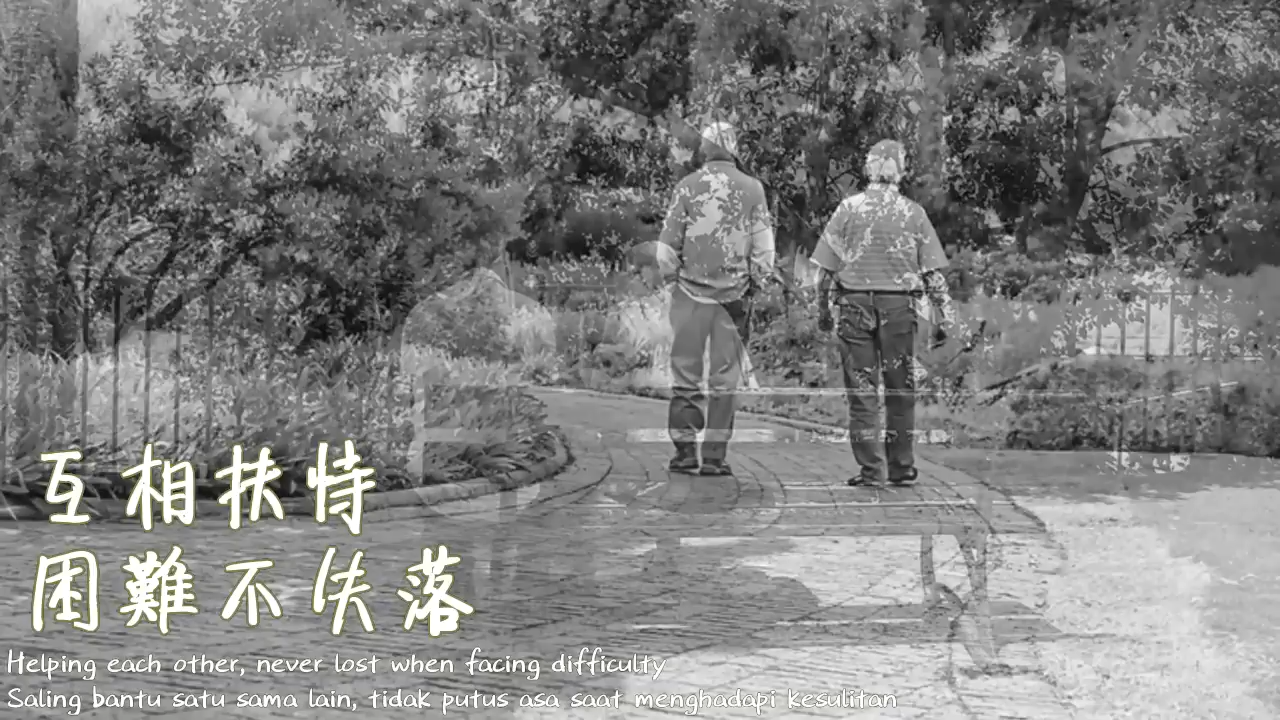 互相扶恃
困難不佚落
Helping each other, never lost when facing difficulty
Saling bantu satu sama lain, tidak putus asa saat menghadapi kesulitan